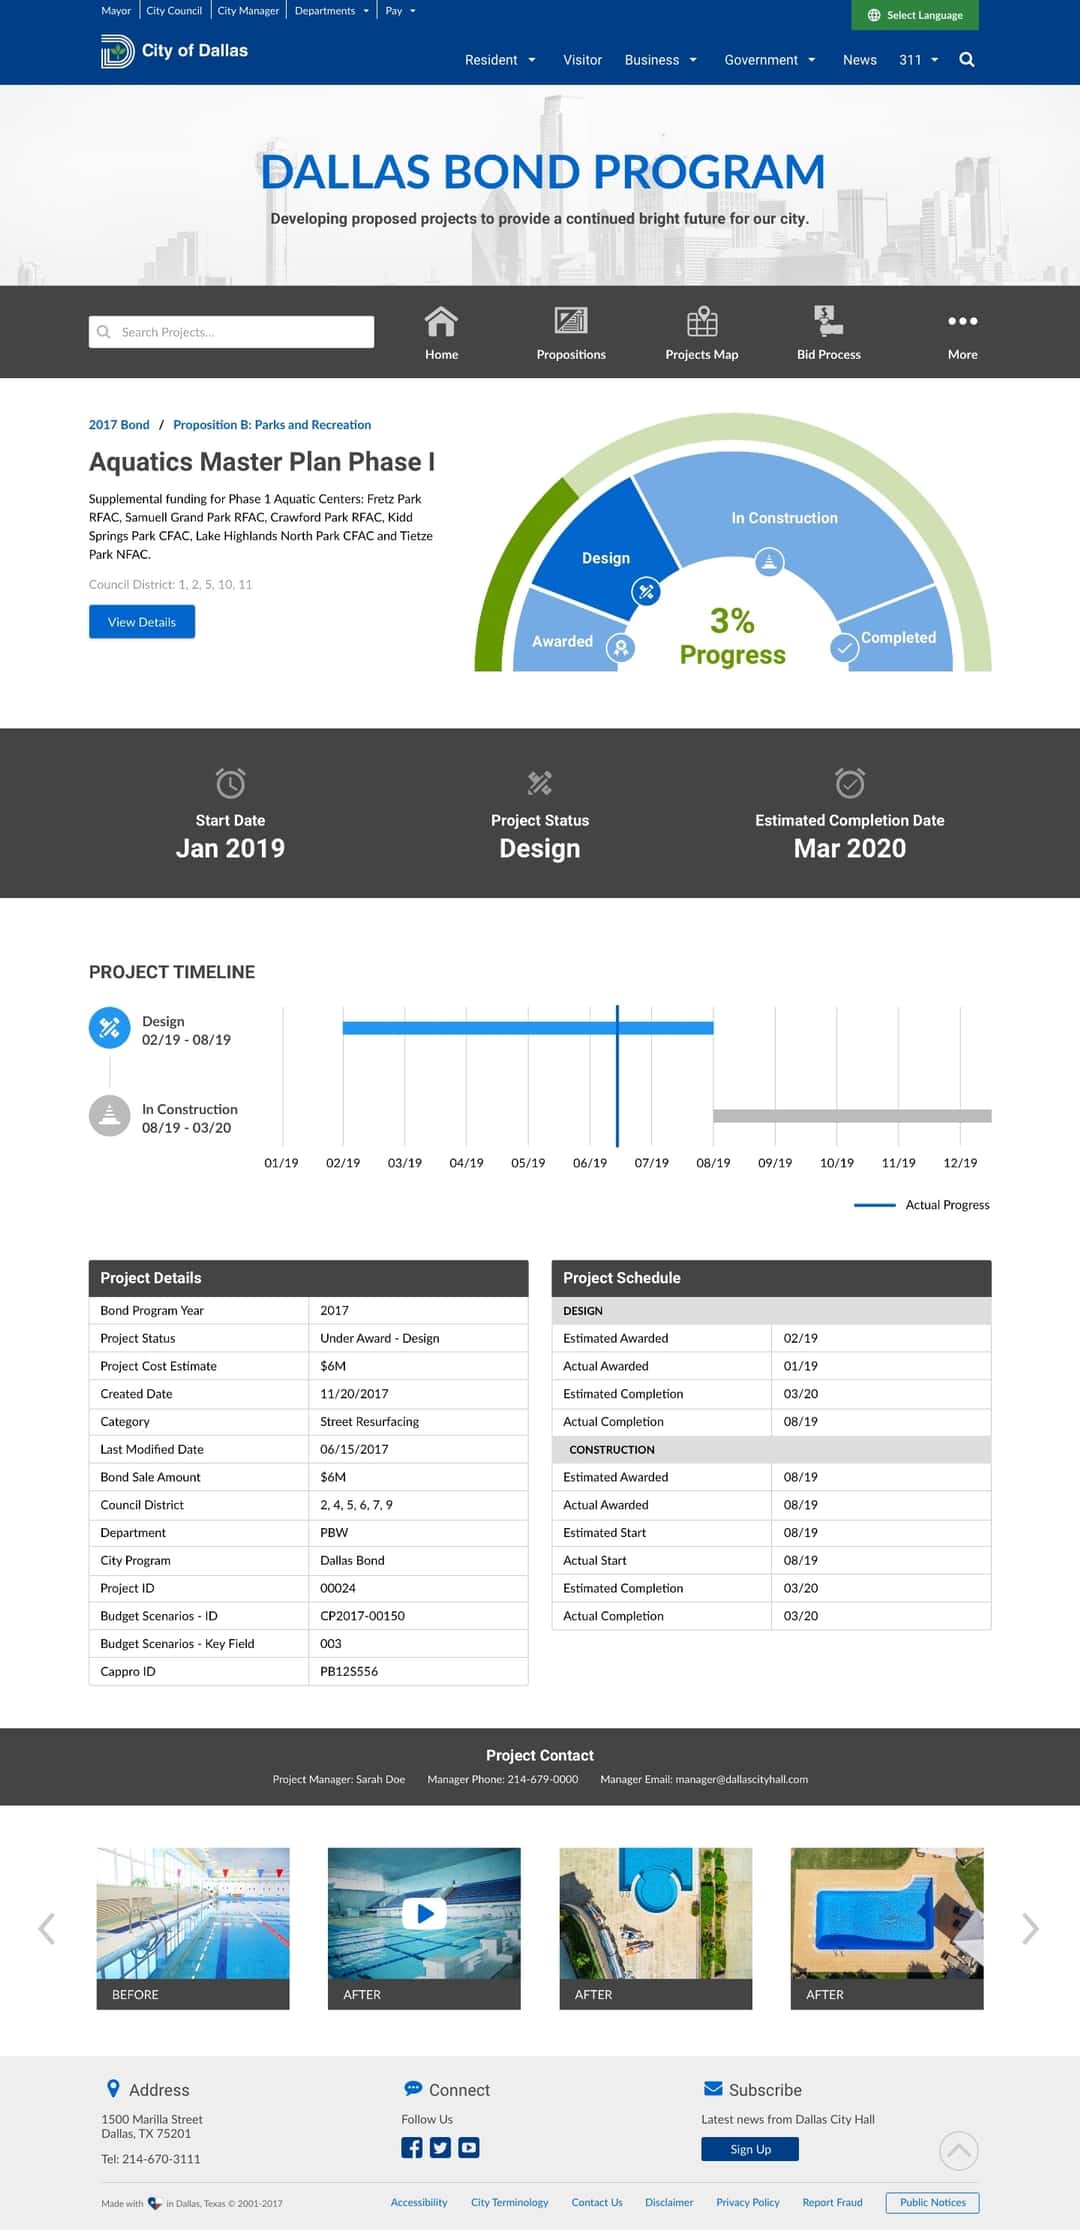 Mayor
City Council
City Manager
Departments
Pay
Select Language
City of Dallas
Resident
Visitor
Business
Government
News
311
DALLAS BOND PROGRAM
Developing proposed projects to provide a continued bright future for our city.
Search Projects...
Home
Propositions
Projects Map
Bid Process
More
2017 Bond / Proposition B: Parks and Recreation
Aquatics Master Plan Phase I
Supplemental funding for Phase 1 Aquatic Centers: Fretz Park
RFAC, Samuell Grand Park RFAC, Crawford Park RFAC, Kidd
Springs Park CFAC, Lake Highlands North Park CFAC and Tietze
Park NFAC.
Council District: 1, 2, 5, 10, 11
View Details
Awarded
Design
In Construction
Completed
3%
Progress
Start Date
Jan 2019
Project Status
Design
Estimated Completion Date
Mar 2020
PROJECT TIMELINE
Design
02/19 - 08/19
In Construction
08/19 - 03/20
01/19 02/19 03/19 04/19 05/19 06/19 07/19 08/19 09/19 10/19 11/19 12/19
Actual Progress
Project Details
Bond Program Year 2017
Project Status Under Award - Design
Project Cost Estimate $6M
Created Date 11/20/2017
Category Street Resurfacing
Last Modified Date 06/15/2017
Bond Sale Amount $6M
Council District 2, 4, 5, 6, 7, 9
Department PBW
City Program Dallas Bond
Project ID 00024
Budget Scenarios - ID CP2017-00150
Budget Scenarios - Key Field 003
Cappro ID PB12S556
Project Schedule
DESIGN
Estimated Awarded 02/19
Actual Awarded 01/19
Estimated Completion 03/20
Actual Completion 08/19
CONSTRUCTION
Estimated Awarded 08/19
Actual Awarded 08/19
Estimated Start 08/19
Actual Start 08/19
Estimated Completion 03/20
Actual Completion 03/20
Project Contact
Project Manager: Sarah Doe Manager Phone: 214-679-0000 Manager Email: manager@dallascityhall.com
BEFORE
AFTER
AFTER
AFTER
Address
1500 Marilla Street
Dallas, TX 75201
Tel: 214-670-3111
Connect
Follow Us
Subscribe
Latest news from Dallas City Hall
Sign Up
Made with in Dallas, Texas © 2001-2017
Accessibility
City Terminology
Contact Us
Disclaimer
Privacy Policy
Report Fraud
Public Notices